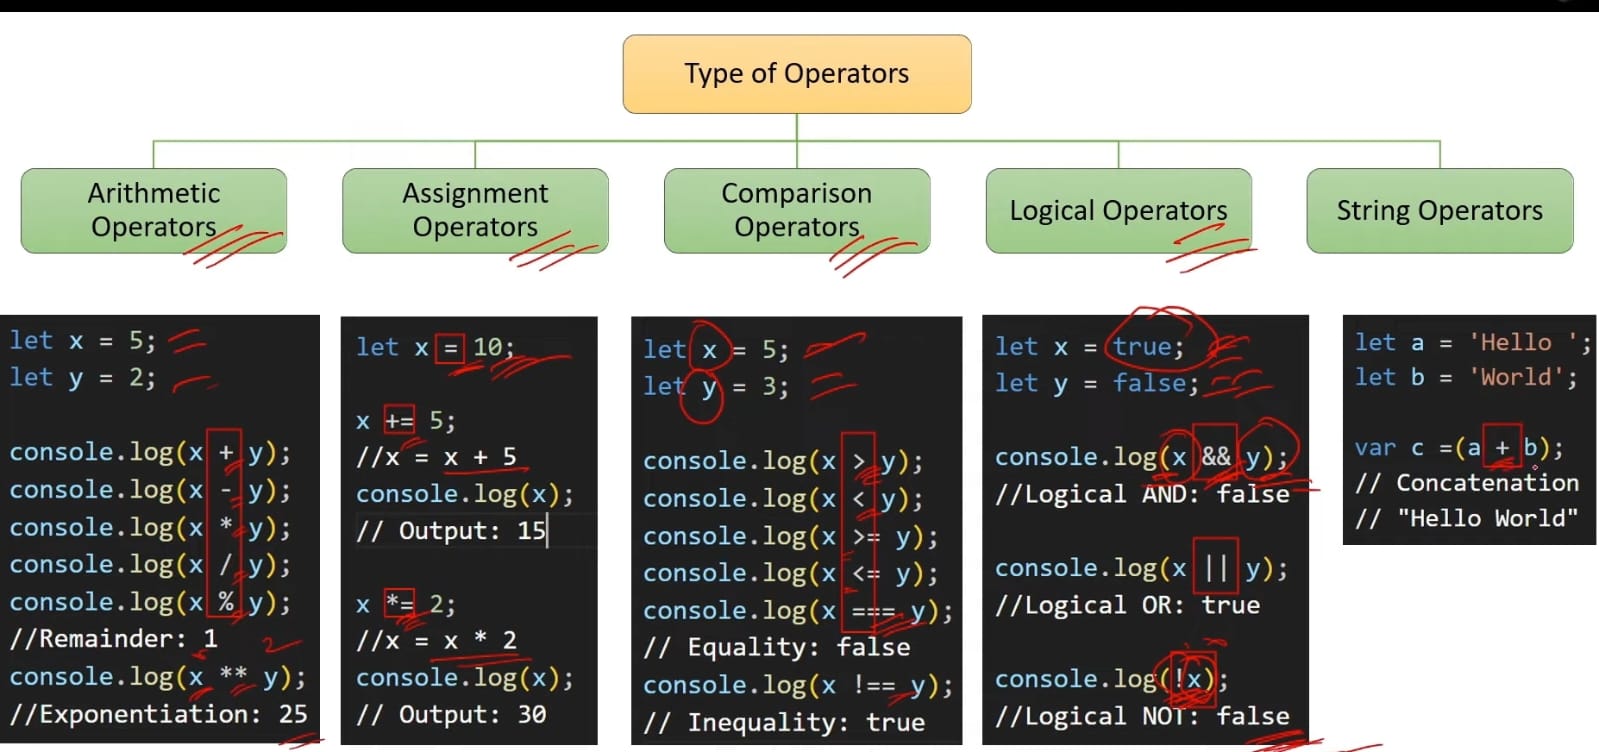 Type of Operators
Arithmetic
Operators
Assignment
Operators
Comparison
Operators
Logical Operators
String Operators
let x = 5;
let y = 2;
console.log(x + y);
console.log(x - y);
console.log(x * y);
console.log(x / y);
console.log(x % y);
//Remainder: 1
console.log(x ** y);
//Exponentiation: 25
5
2
let x = 10;
x += 5;
//x = x + 5
console.log(x);
// Output: 15
x *= 2;
//x = x * 2
console.log(x);
// Output: 30
let x = 5;
let y = 3;
console.log(x > y);
console.log(x < y);
console.log(x >= y);
console.log(x <= y);
console.log(x === y);
// Equality: false
console.log(x !== y);
// Inequality: true
let x = true;
let y = false;
console.log(x && y);
//Logical AND: false
console.log(x || y);
//Logical OR: true
console.log(!x);
//Logical NOT: false
let a = 'Hello ';
let b = 'World';
var c =(a + b);
// Concatenation
// "Hello World"